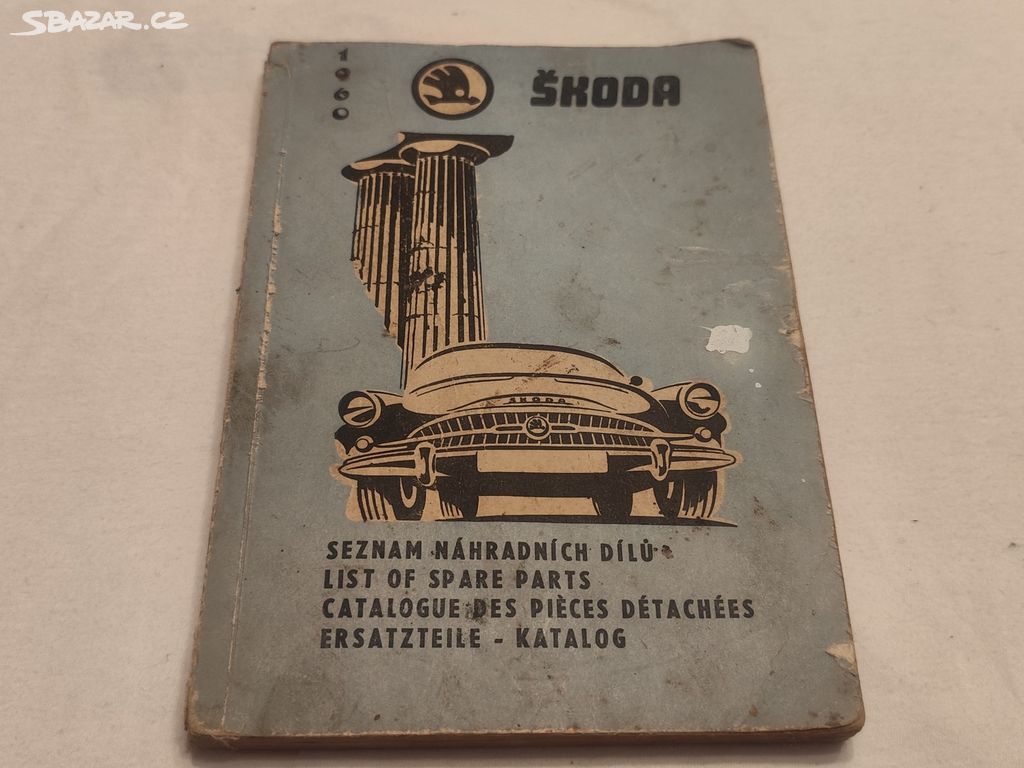 SBAZAR.CZ
1960
ŠKODA
ŠKODA
SEZNAM NÁHRADNÍCH DÍLŮ
LIST OF SPARE PARTS
CATALOGUE DES PIÈCES DÉTACHÉES
ERSATZTEILE - KATALOG